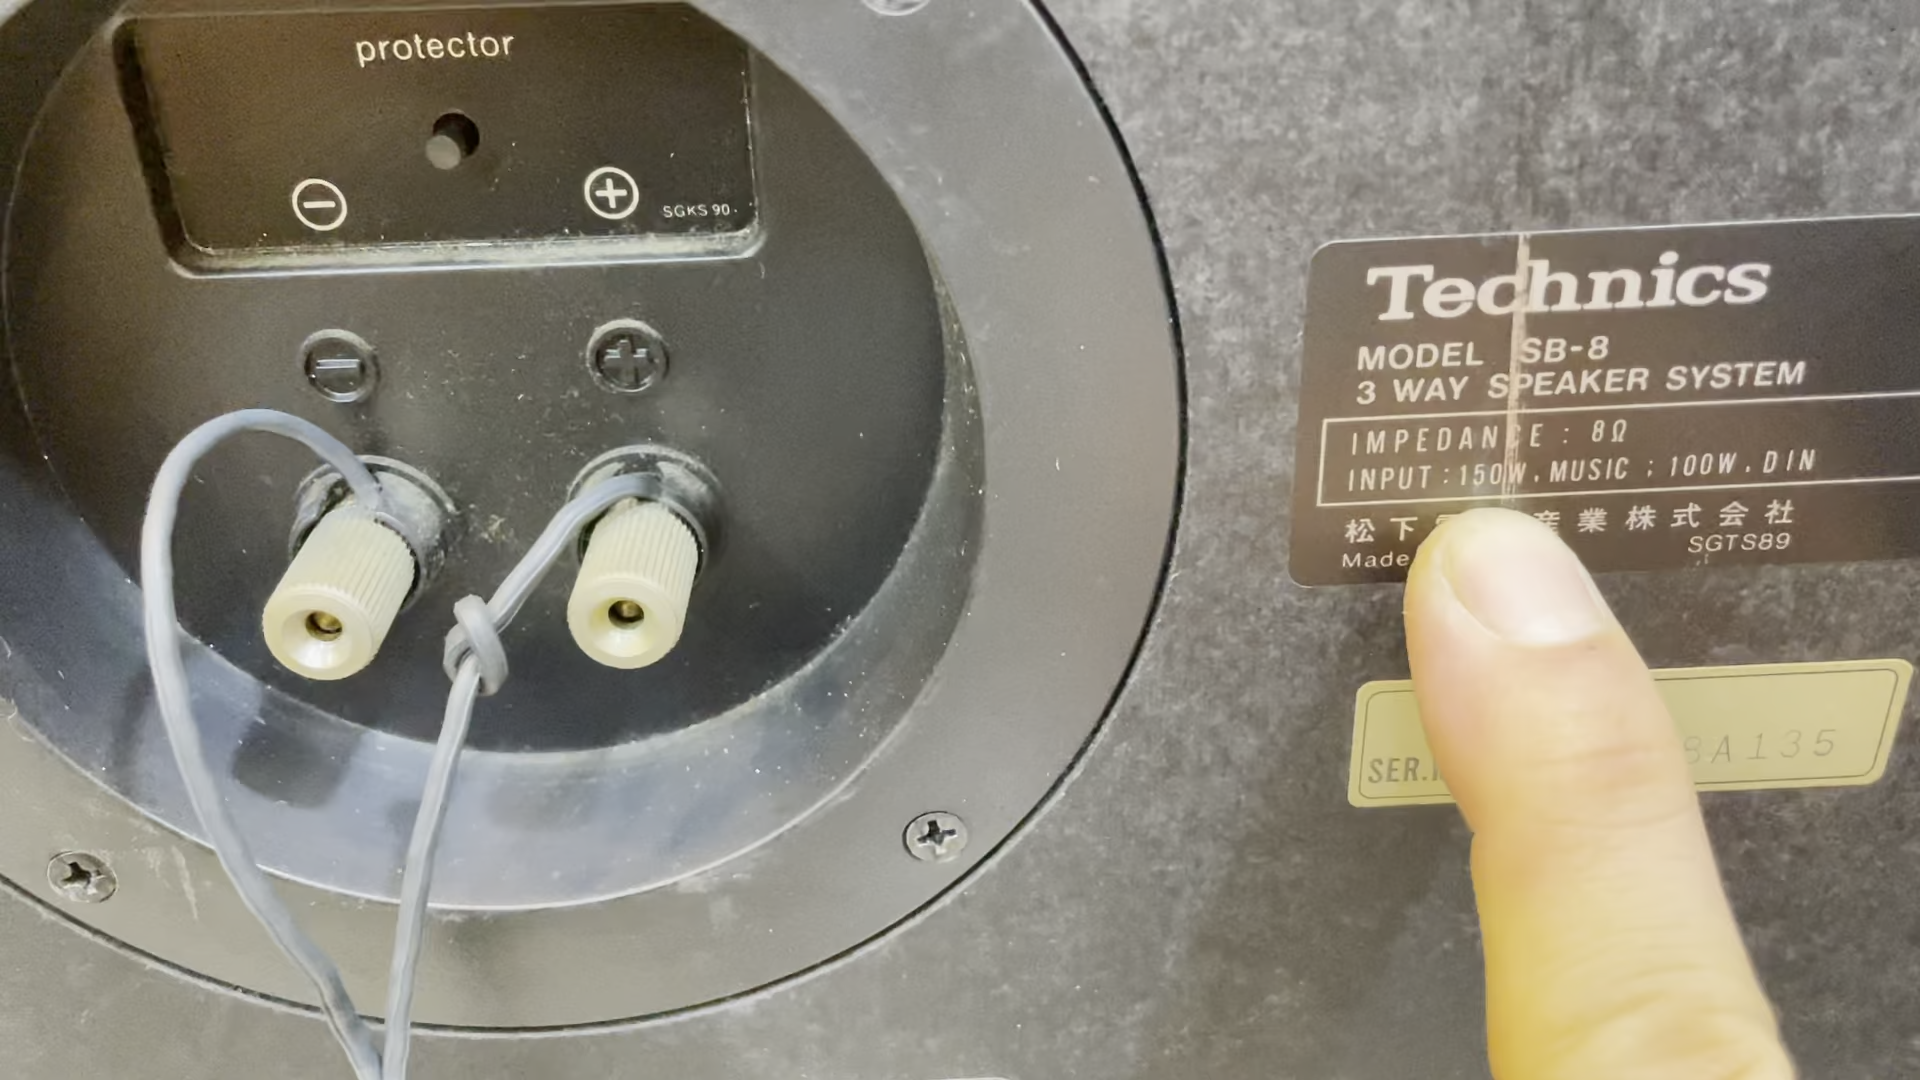 protector
SGKS 90
Technics
MODEL SB-8
3 WAY SPEAKER SYSTEM
IMPEDANCE : 8Ω
INPUT : 150W. MUSIC ; 100W. DIN
松下 産業株式会社
Made
SGTS89
SER.
8A135